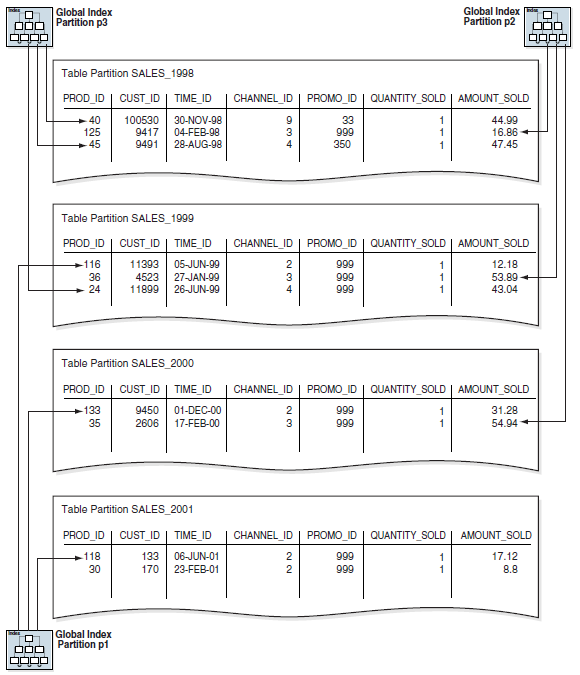 Index
Global Index
Partition p3
Global Index
Partition p2
Index
Table Partition SALES_1998
PROD_ID CUST_ID TIME_ID CHANNEL_ID PROMO_ID QUANTITY_SOLD AMOUNT_SOLD
40 100530 30-NOV-98 9 33 1 44.99
125 9417 04-FEB-98 3 999 1 16.86
45 9491 28-AUG-98 4 350 1 47.45
Table Partition SALES_1999
PROD_ID CUST_ID TIME_ID CHANNEL_ID PROMO_ID QUANTITY_SOLD AMOUNT_SOLD
116 11393 05-JUN-99 2 999 1 12.18
36 4523 27-JAN-99 3 999 1 53.89
24 11899 26-JUN-99 4 999 1 43.04
Table Partition SALES_2000
PROD_ID CUST_ID TIME_ID CHANNEL_ID PROMO_ID QUANTITY_SOLD AMOUNT_SOLD
133 9450 01-DEC-00 2 999 1 31.28
35 2606 17-FEB-00 3 999 1 54.94
Table Partition SALES_2001
PROD_ID CUST_ID TIME_ID CHANNEL_ID PROMO_ID QUANTITY_SOLD AMOUNT_SOLD
118 133 06-JUN-01 2 999 1 17.12
30 170 23-FEB-01 2 999 1 8.8
Index
Global Index
Partition p1